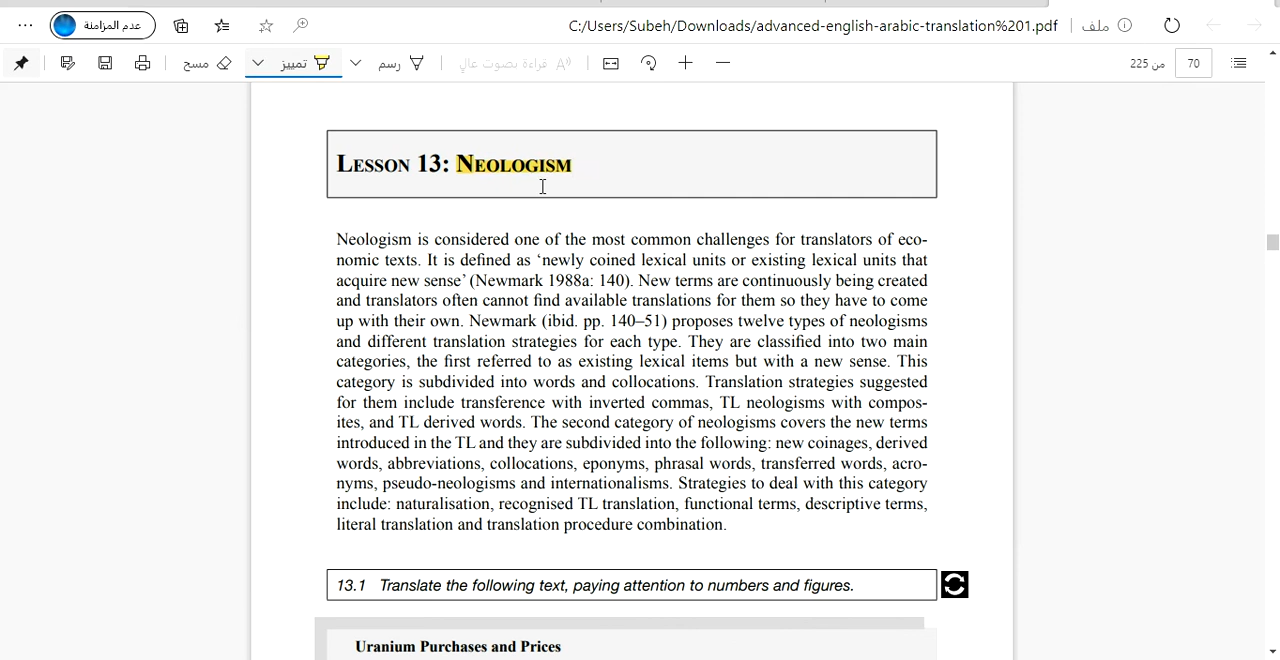 عدم المزامنة
C:/Users/Subeh/Downloads/advanced-english-arabic-translation%201.pdf
ملف
مسح
تمييز
رسم
قراءة بصوت عالٍ
من 225
70
LESSON 13: NEOLOGISM
Neologism is considered one of the most common challenges for translators of eco-
nomic texts. It is defined as ‘newly coined lexical units or existing lexical units that
acquire new sense’ (Newmark 1988a: 140). New terms are continuously being created
and translators often cannot find available translations for them so they have to come
up with their own. Newmark (ibid. pp. 140–51) proposes twelve types of neologisms
and different translation strategies for each type. They are classified into two main
categories, the first referred to as existing lexical items but with a new sense. This
category is subdivided into words and collocations. Translation strategies suggested
for them include transference with inverted commas, TL neologisms with compos-
ites, and TL derived words. The second category of neologisms covers the new terms
introduced in the TL and they are subdivided into the following: new coinages, derived
words, abbreviations, collocations, eponyms, phrasal words, transferred words, acro-
nyms, pseudo-neologisms and internationalisms. Strategies to deal with this category
include: naturalisation, recognised TL translation, functional terms, descriptive terms,
literal translation and translation procedure combination.
13.1 Translate the following text, paying attention to numbers and figures.
Uranium Purchases and Prices